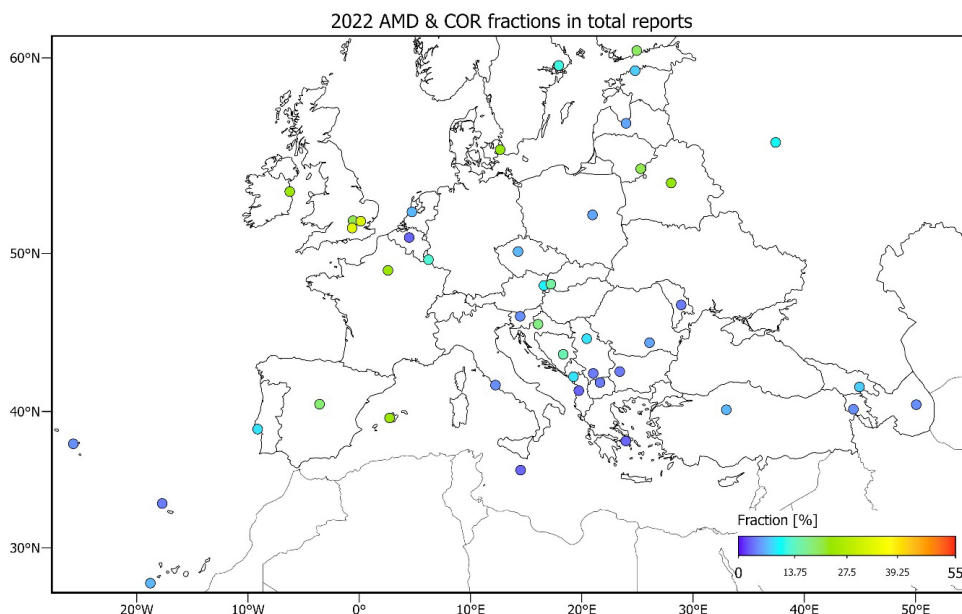 2022 AMD & COR fractions in total reports
60°N
50°N
40°N
30°N
Fraction [%]
0 13.75 27.5 39.25 55
20°W 10°W 0° 10°E 20°E 30°E 40°E 50°E